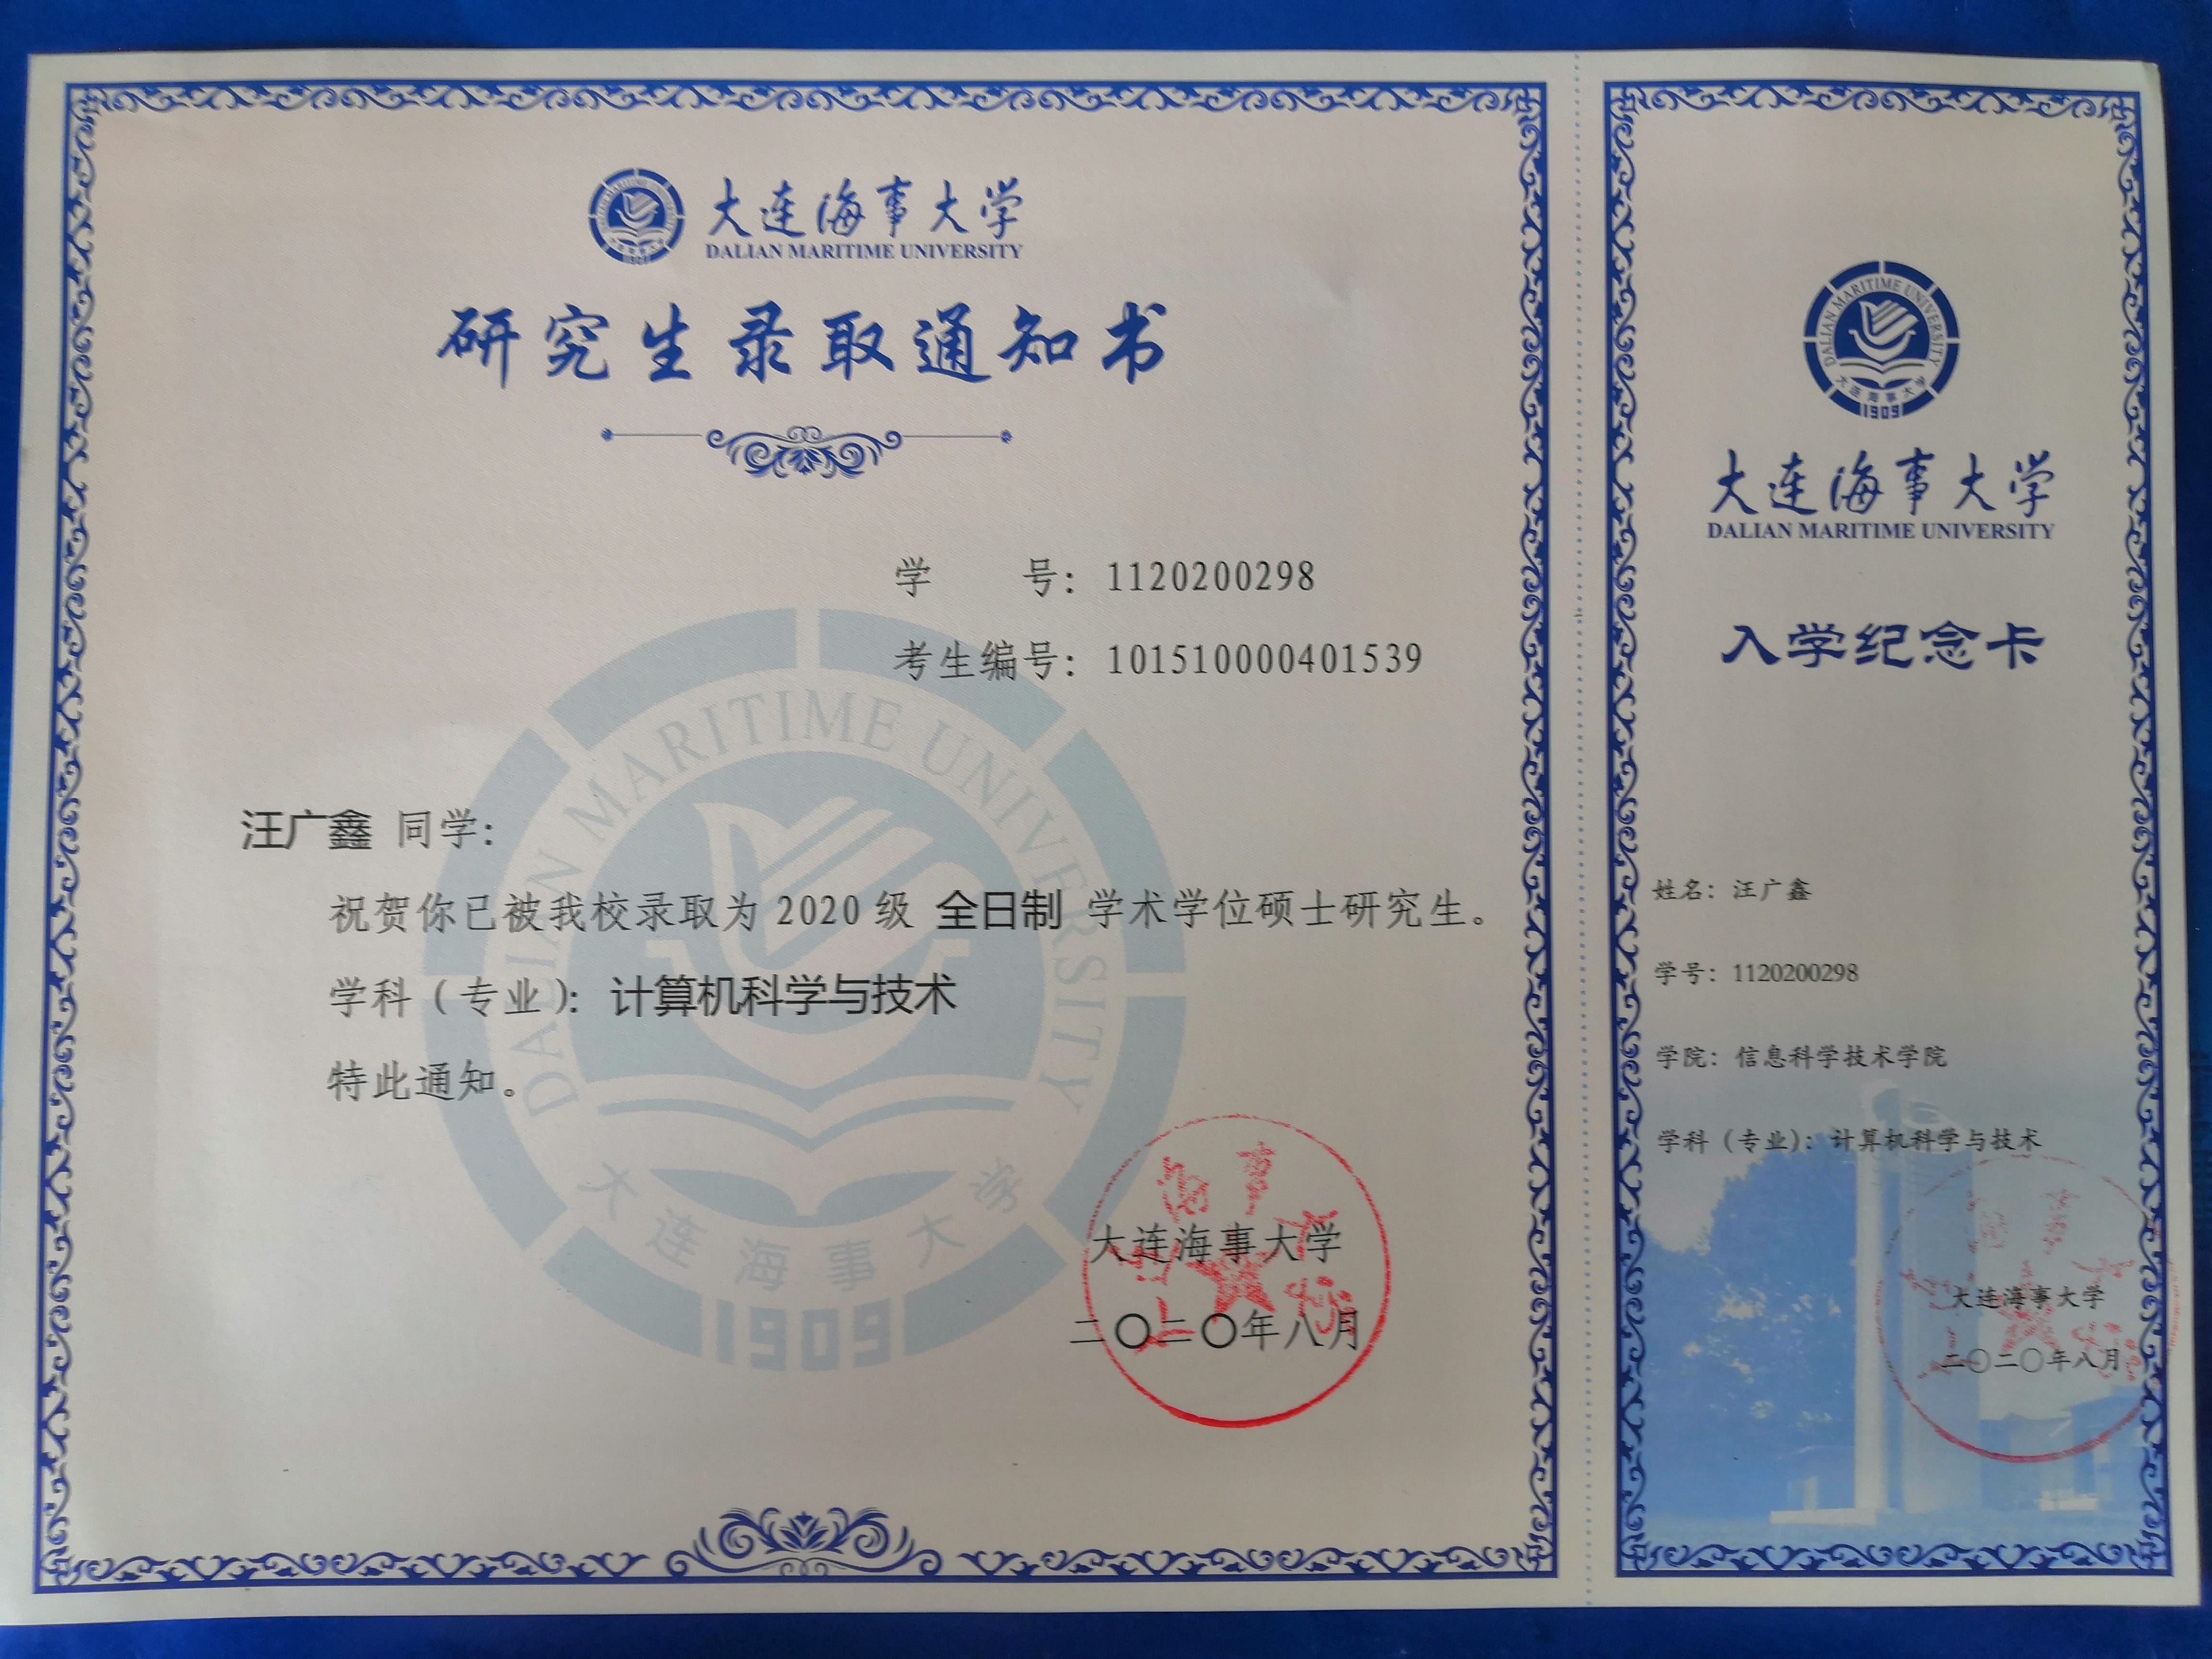 大连海事大学
DALIAN MARITIME UNIVERSITY
研究生录取通知书
学 号：1120200298
考生编号：101510000401539
汪广鑫 同学：
祝贺你已被我校录取为 2020 级 全日制 学术学位硕士研究生。
学科（专业）：计算机科学与技术
特此通知。
大连海事大学
二〇二〇年八月
DALIAN MARITIME UNIVERSITY
大连海事大学
1909
DALIAN MARITIME UNIVERSITY
大连海事大学
1909
大连海事大学
DALIAN MARITIME UNIVERSITY
入学纪念卡
姓名：汪广鑫
学号：1120200298
学院：信息科学技术学院
学科（专业）：计算机科学与技术
大连海事大学
二〇二〇年八月